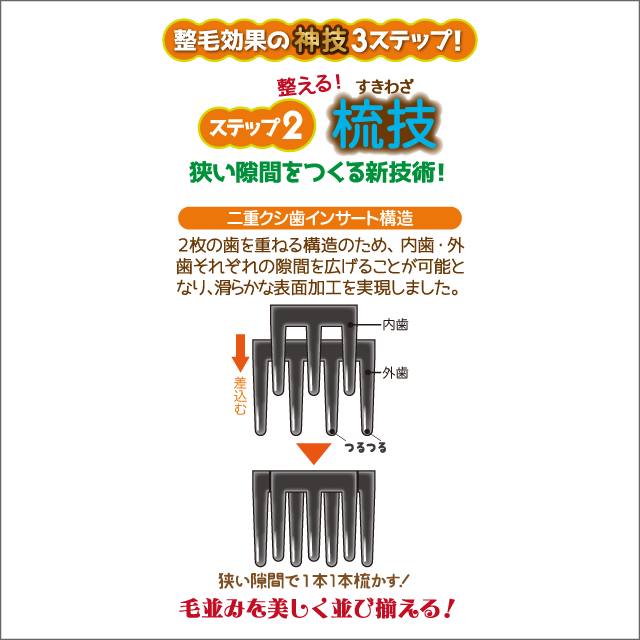 整毛効果の神技3ステップ!
整える!
すきわざ
ステップ2 梳技
狭い隙間をつくる新技術!
二重クシ歯インサート構造
2枚の歯を重ねる構造のため、内歯・外
歯それぞれの隙間を広げることが可能と
なり、滑らかな表面加工を実現しました。
内歯
外歯
差込む
つるつる
狭い隙間で1本1本梳かす!
毛並みを美しく並び揃える!